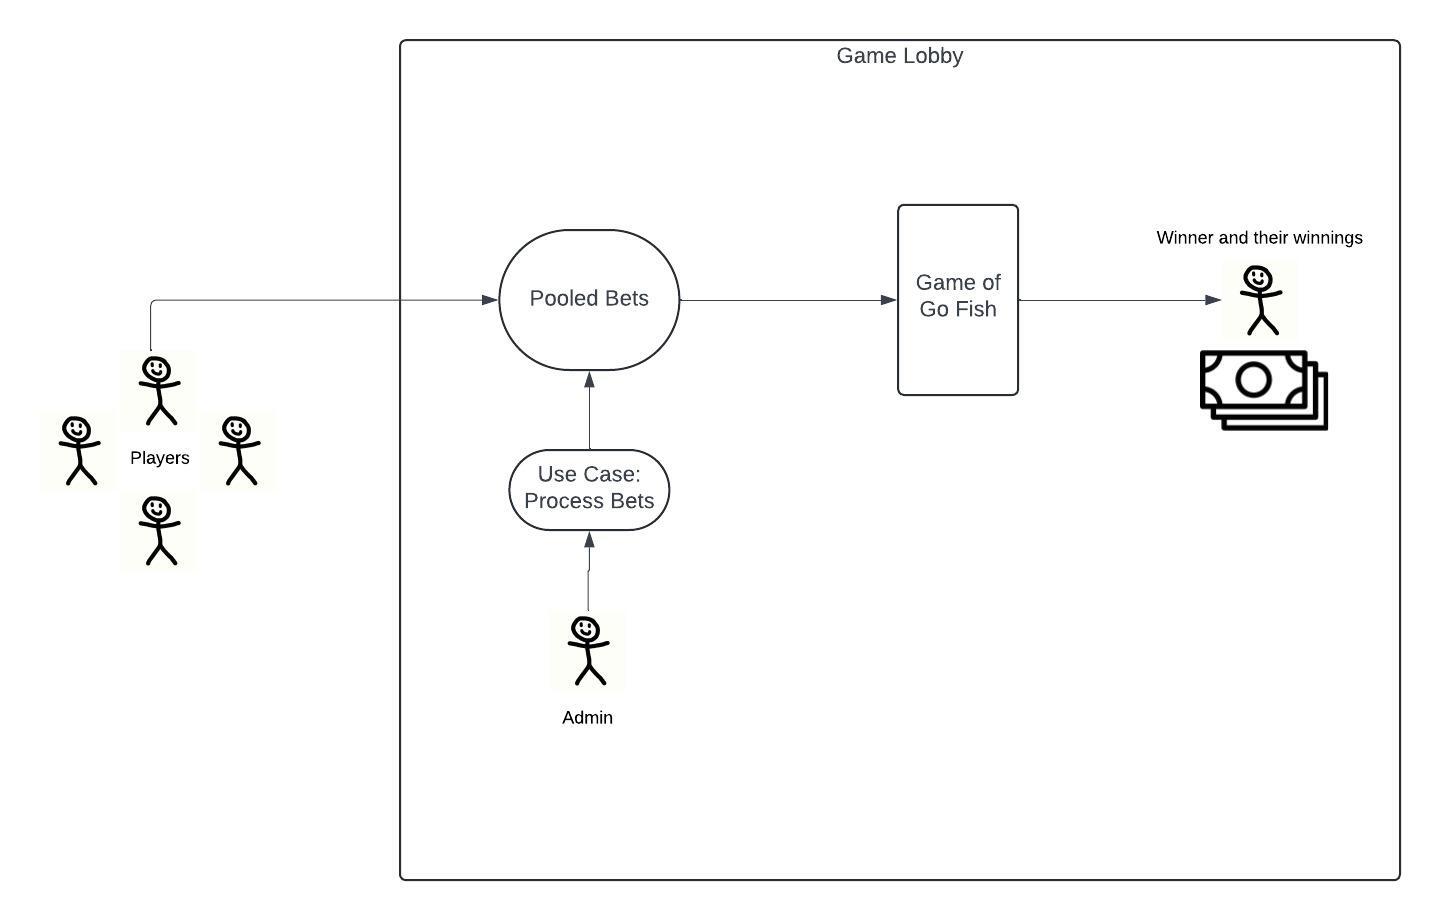 Game Lobby
Winner and their winnings
Pooled Bets
Game of
Go Fish
Players
Use Case:
Process Bets
Admin